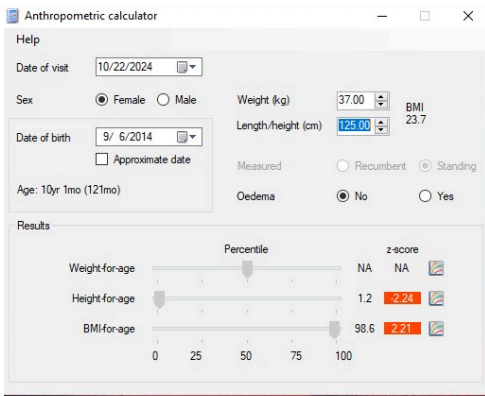 Anthropometric calculator
Help
Date of visit 10/22/2024
Sex Female Male
Weight (kg) 37.00
BMI
23.7
Length/height (cm) 125.00
Date of birth 9/ 6/2014
Approximate date
Measured Recumbent Standing
Age: 10yr 1mo (121mo)
Oedema No Yes
Results
Percentile z-score
Weight-for-age NA NA
Height-for-age 1.2 -2.24
BMI-for-age 98.6 2.21
0 25 50 75 100